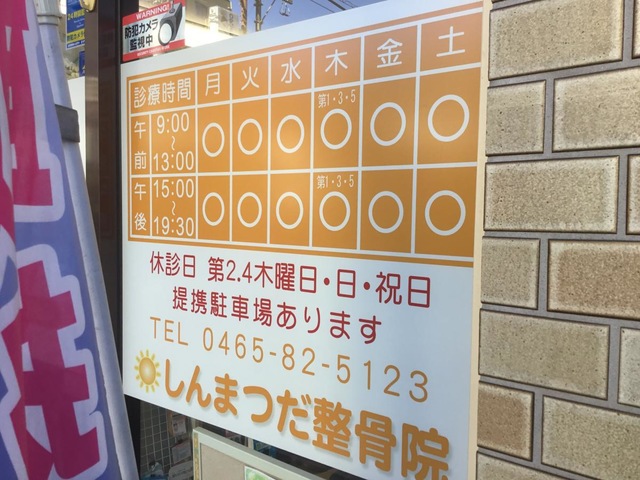 WARNING!
防犯カメラ
監視中
診療時間 月 火 水 木 金 土
午前 9:00〜13:00 ○ ○ ○ 第1・3・5 ○ ○ ○
午後 15:00〜19:30 ○ ○ ○ 第1・3・5 ○ ○ ○
休診日 第2.4木曜日・日・祝日
提携駐車場あります
TEL 0465-82-5123
しんまつだ整骨院